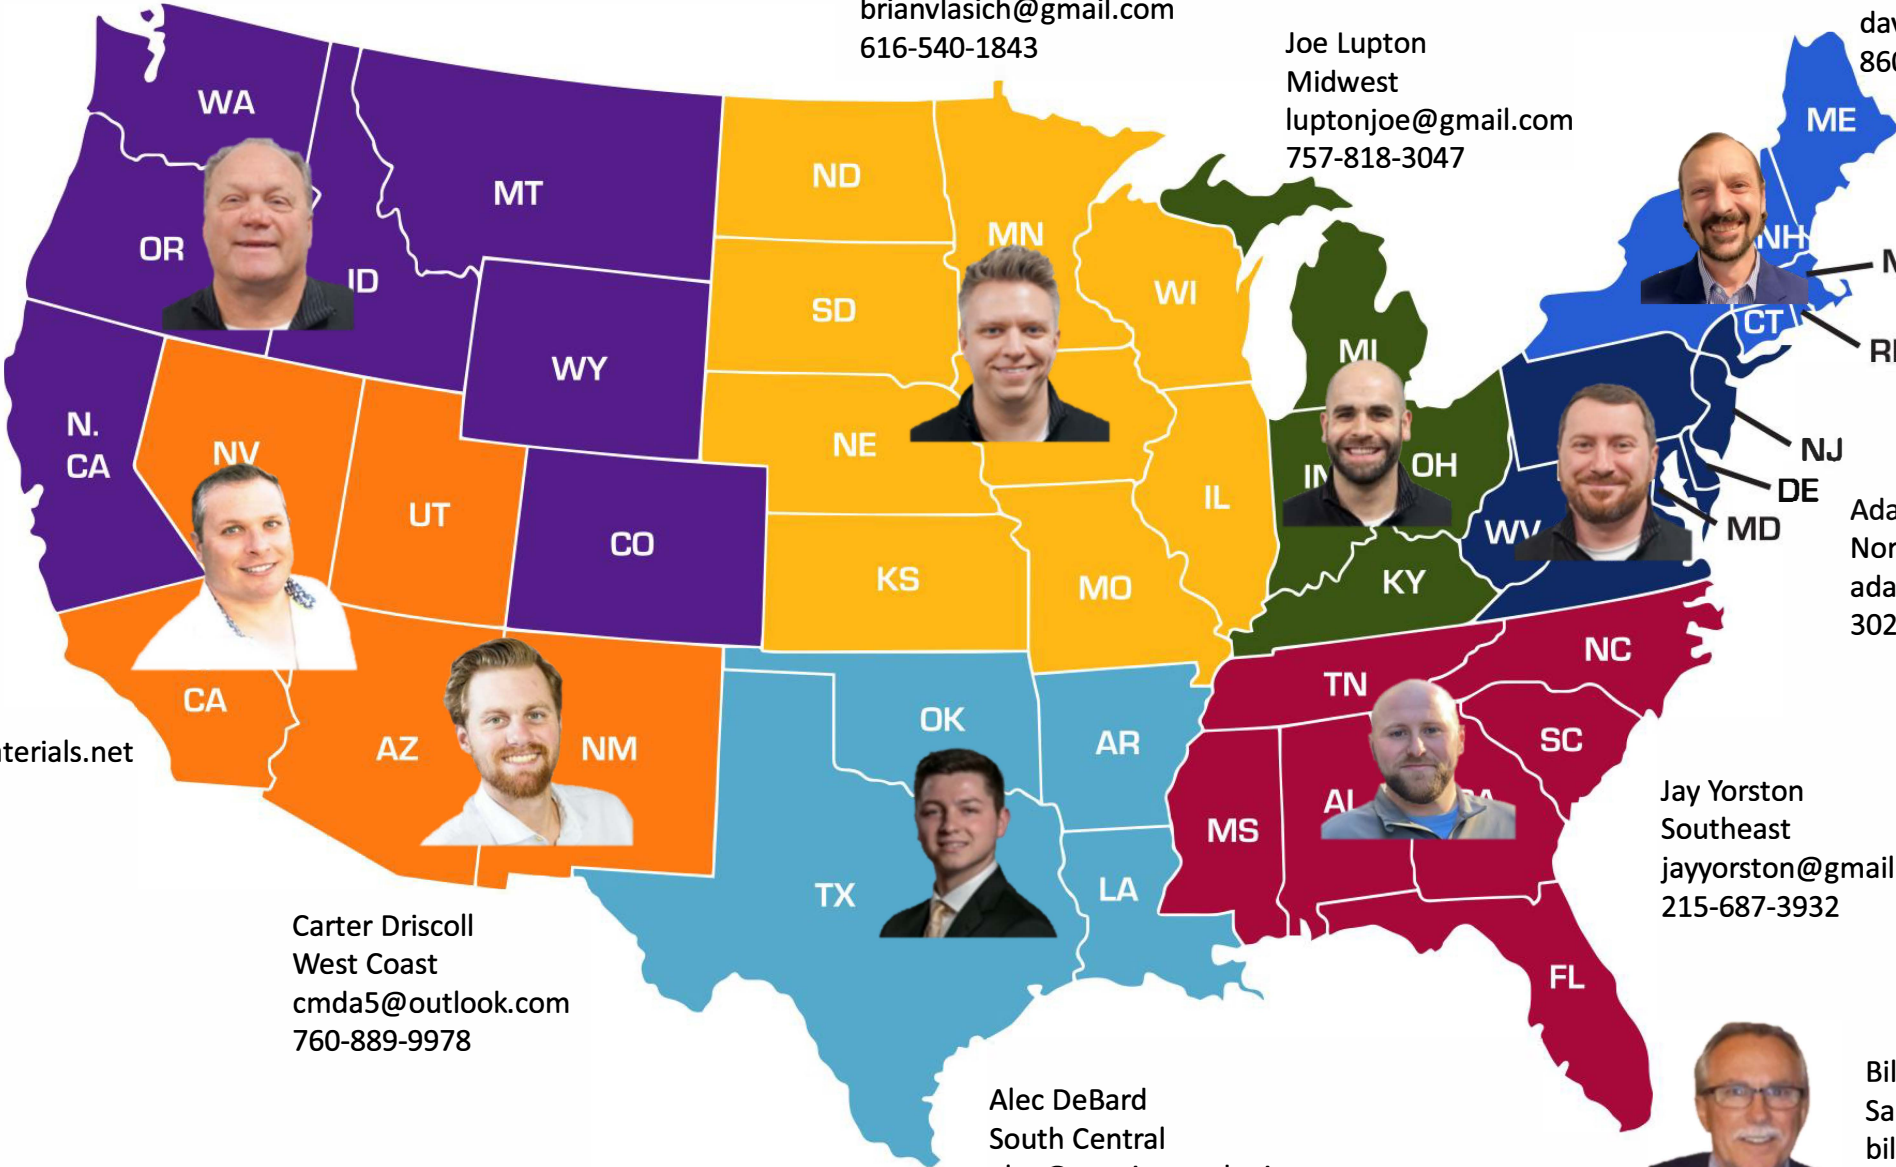 brianvlasich@gmail.com
616-540-1843
Joe Lupton
Midwest
luptonjoe@gmail.com
757-818-3047
WA
MT
OR
ID
ND
MN
SD
WI
WY
ME
NH
CT
MI
N.
CA
NV
UT
CO
NE
KS
MO
IL
OH
KY
WV
NJ
DE
MD
CA
AZ
NM
OK
AR
TX
LA
TN
NC
SC
MS
FL
Jay Yorston
Southeast
jayyorston@gmail
215-687-3932
Carter Driscoll
West Coast
cmda5@outlook.com
760-889-9978
Alec DeBard
South Central